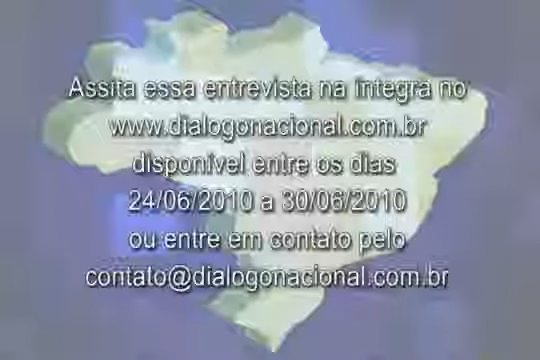 Assita essa entrevista na íntegra no
www.dialogonacional.com.br
disponível entre os dias
24/06/2010 a 30/06/2010
ou entre em contato pelo
contato@dialogonacional.com.br